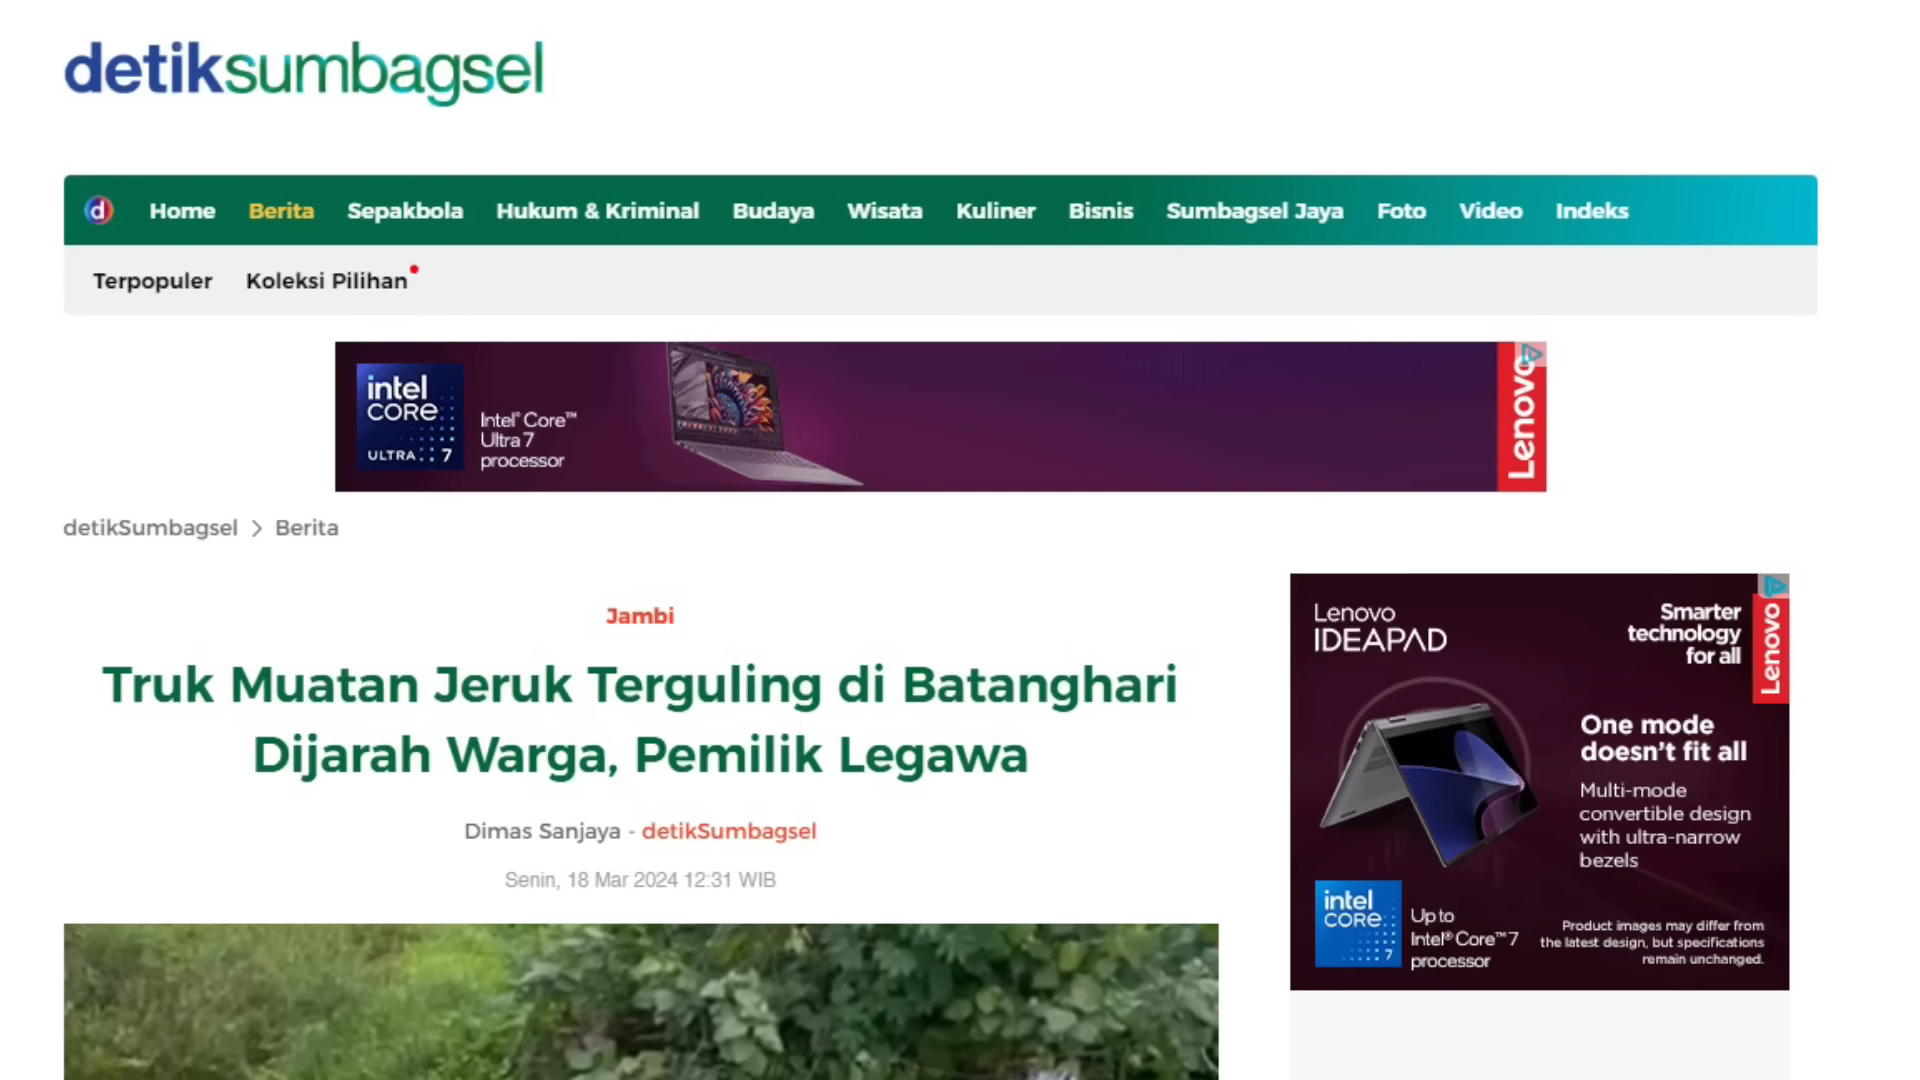 detiksumbagsel
d Home Berita Sepakbola Hukum & Kriminal Budaya Wisata Kuliner Bisnis Sumbagsel Jaya Foto Video Indeks
Terpopuler Koleksi Pilihan
intel
CORE
ULTRA 7
Intel® Core™
Ultra 7
processor
Lenovo
detikSumbagsel > Berita
Jambi
Truk Muatan Jeruk Terguling di Batanghari
Dijarah Warga, Pemilik Legawa
Dimas Sanjaya - detikSumbagsel
Senin, 18 Mar 2024 12:31 WIB
Lenovo
IDEAPAD
Smarter
technology
for all
Lenovo
One mode
doesn't fit all
Multi-mode
convertible design
with ultra-narrow
bezels
intel
CORE
7
Up to
Intel® Core™ 7
processor
Product images may differ from
the latest design, but specifications
remain unchanged.